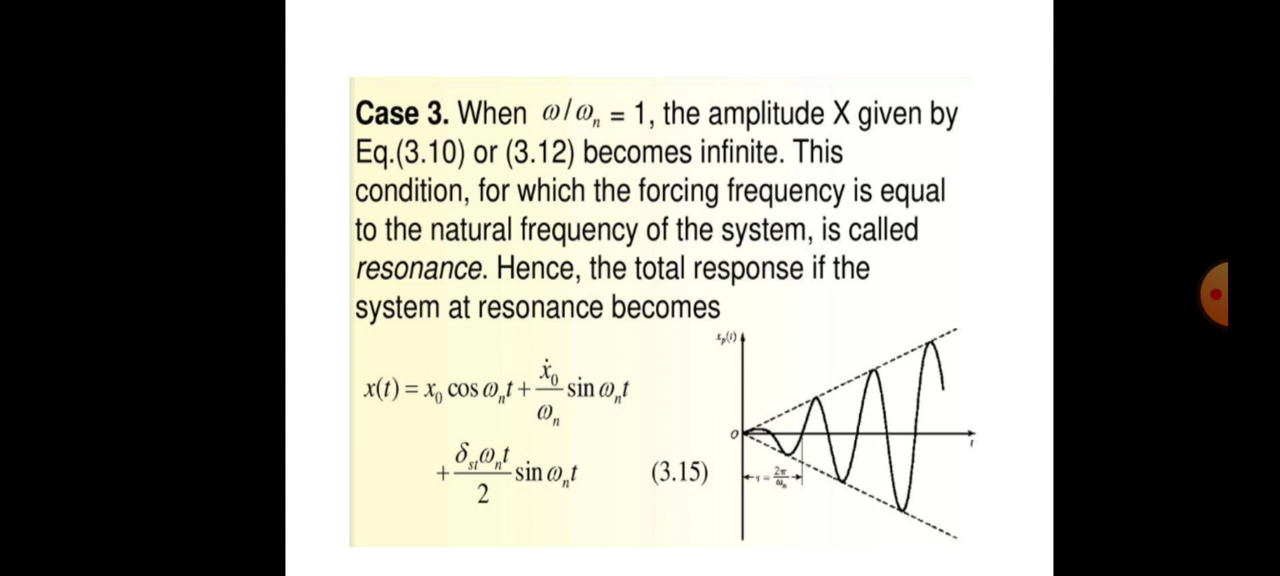 Case 3. When ω/ωₙ = 1, the amplitude X given by
Eq.(3.10) or (3.12) becomes infinite. This
condition, for which the forcing frequency is equal
to the natural frequency of the system, is called
resonance. Hence, the total response if the
system at resonance becomes
x(t) = x₀ cos ωₙt + ẋ₀/ωₙ sin ωₙt
+ δₛₜωₙt/2 sin ωₙt (3.15)
xₚ(t)
O
t
τ = 2π/ωₙ